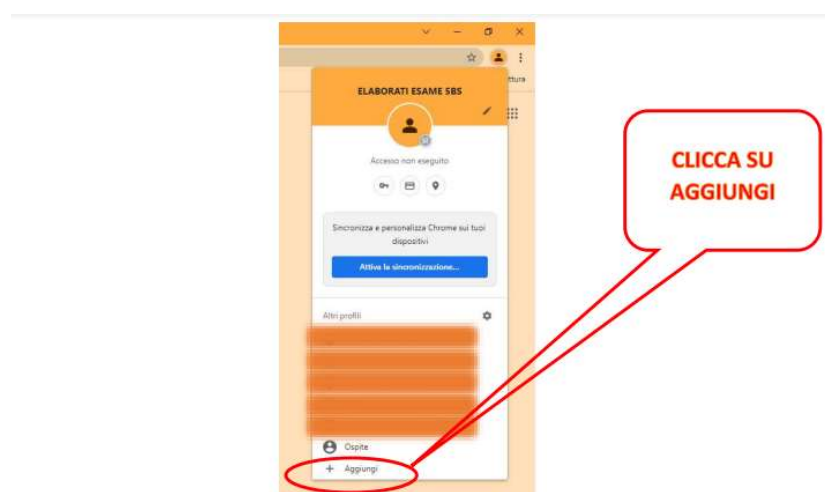 ttura
ELABORATI ESAME SBS
Accesso non eseguito
Sincronizza e personalizza Chrome sui tuoi
dispositivi
Attiva la sincronizzazione...
Altri profili
Ospite
Aggiungi
CLICCA SU
AGGIUNGI